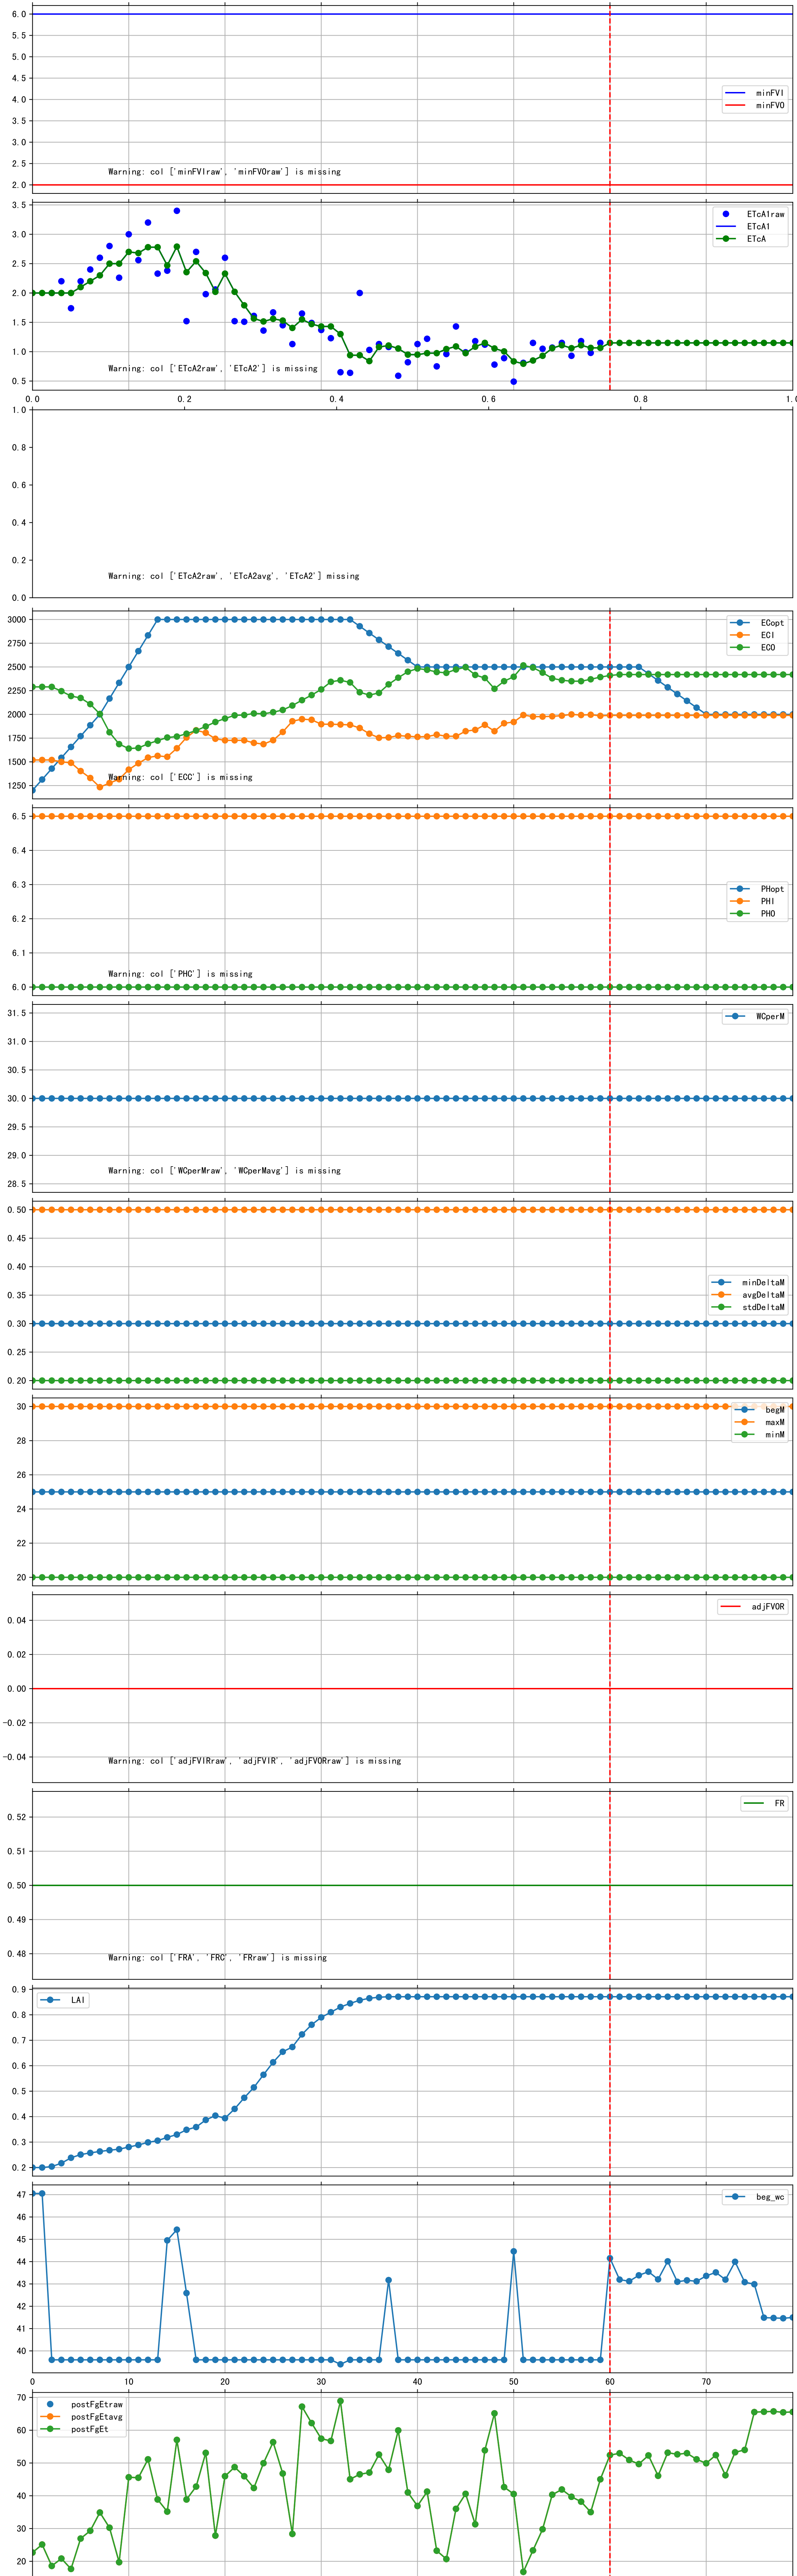 6.0
5.5
5.0
4.5
4.0
3.5
3.0
2.5
2.0
minFVI
minFVO
Warning: col ['minFVIraw', 'minFVOraw'] is missing
3.5
3.0
2.5
2.0
1.5
1.0
0.5
ETcA1raw
ETcA1
ETcA
Warning: col ['ETcA2raw', 'ETcA2'] is missing
0.0 0.2 0.4 0.6 0.8 1.0
1.0
0.8
0.6
0.4
0.2
0.0
Warning: col ['ETcA2raw', 'ETcA2avg', 'ETcA2'] missing
3000
2750
2500
2250
2000
1750
1500
1250
ECopt
ECI
ECO
Warning: col ['ECC'] is missing
6.5
6.4
6.3
6.2
6.1
6.0
PHopt
PHI
PHO
Warning: col ['PHC'] is missing
31.5
31.0
30.5
30.0
29.5
29.0
28.5
WCperM
Warning: col ['WCperMraw', 'WCperMavg'] is missing
0.50
0.45
0.40
0.35
0.30
0.25
0.20
minDeltaM
avgDeltaM
stdDeltaM
30
28
26
24
22
20
begM
maxM
minM
0.04
0.02
0.00
-0.02
-0.04
adjFVOR
Warning: col ['adjFVIRraw', 'adjFVIR', 'adjFVORraw'] is missing
0.52
0.51
0.50
0.49
0.48
FR
Warning: col ['FRA', 'FRC', 'FRraw'] is missing
0.9
0.8
0.7
0.6
0.5
0.4
0.3
0.2
LAI
47
46
45
44
43
42
41
40
beg_wc
0 10 20 30 40 50 60 70
70
60
50
40
30
20
postFgEtraw
postFgEtavg
postFgEt